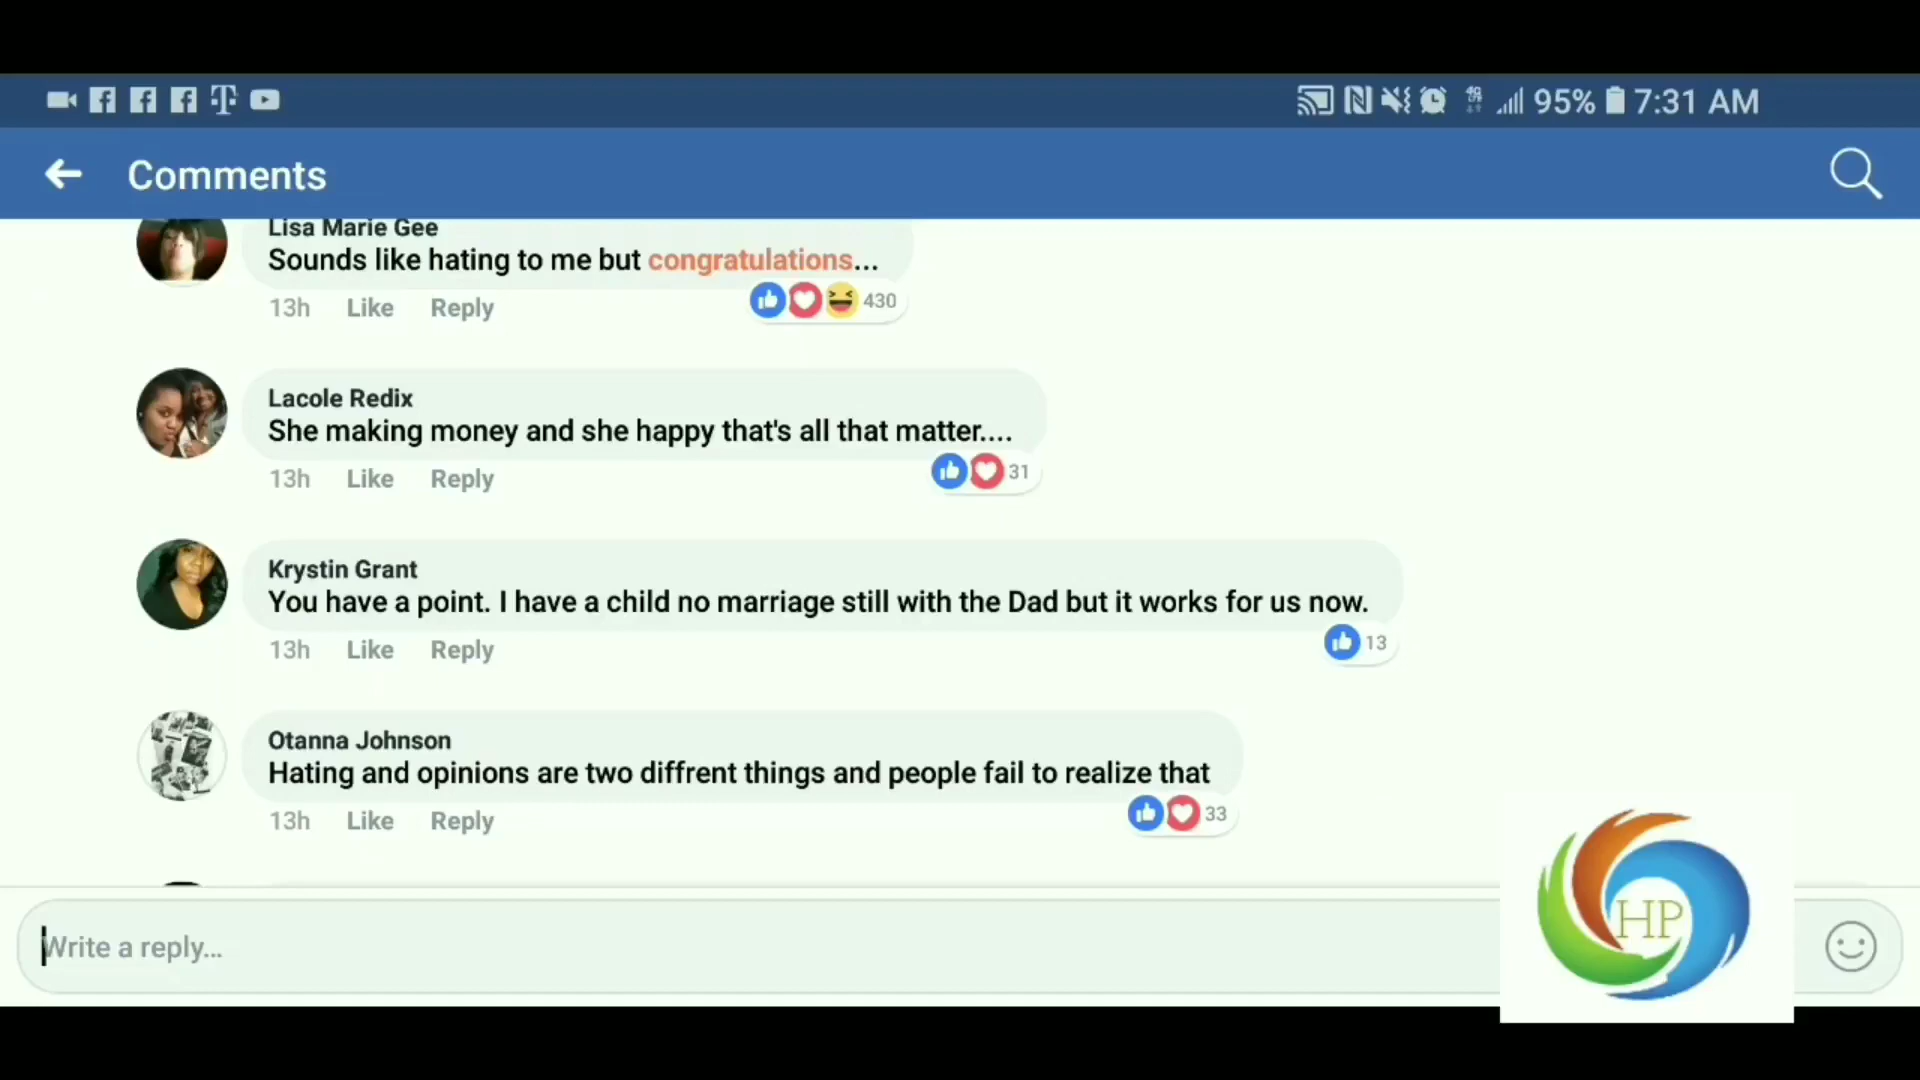 95% 7:31 AM
Comments
Lisa Marie Gee
Sounds like hating to me but congratulations...
13h Like Reply 430
Lacole Redix
She making money and she happy that's all that matter....
13h Like Reply 31
Krystin Grant
You have a point. I have a child no marriage still with the Dad but it works for us now.
13h Like Reply 13
Otanna Johnson
Hating and opinions are two diffrent things and people fail to realize that
13h Like Reply 33
Write a reply...
HP